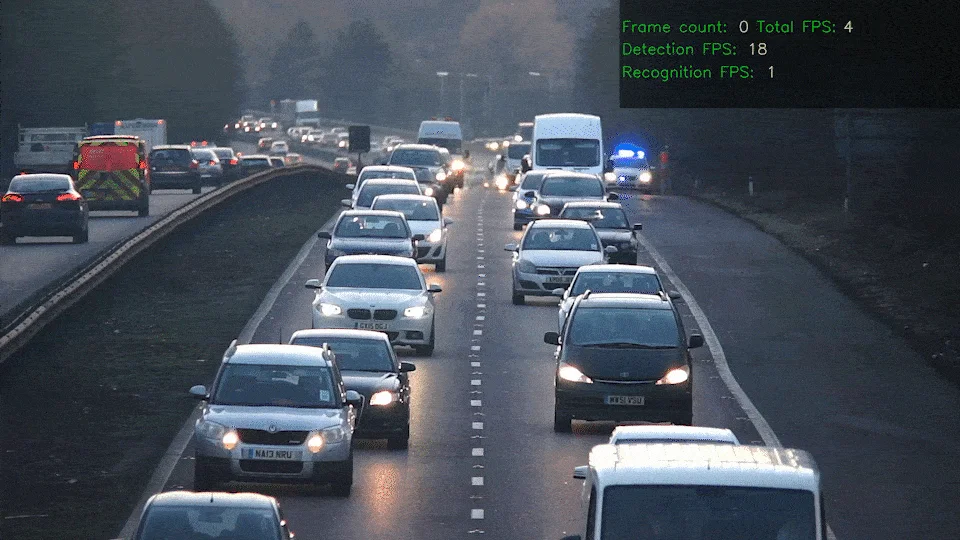 Frame count: 0 Total FPS: 4
Detection FPS: 18
Recognition FPS: 1
NA13 NRU